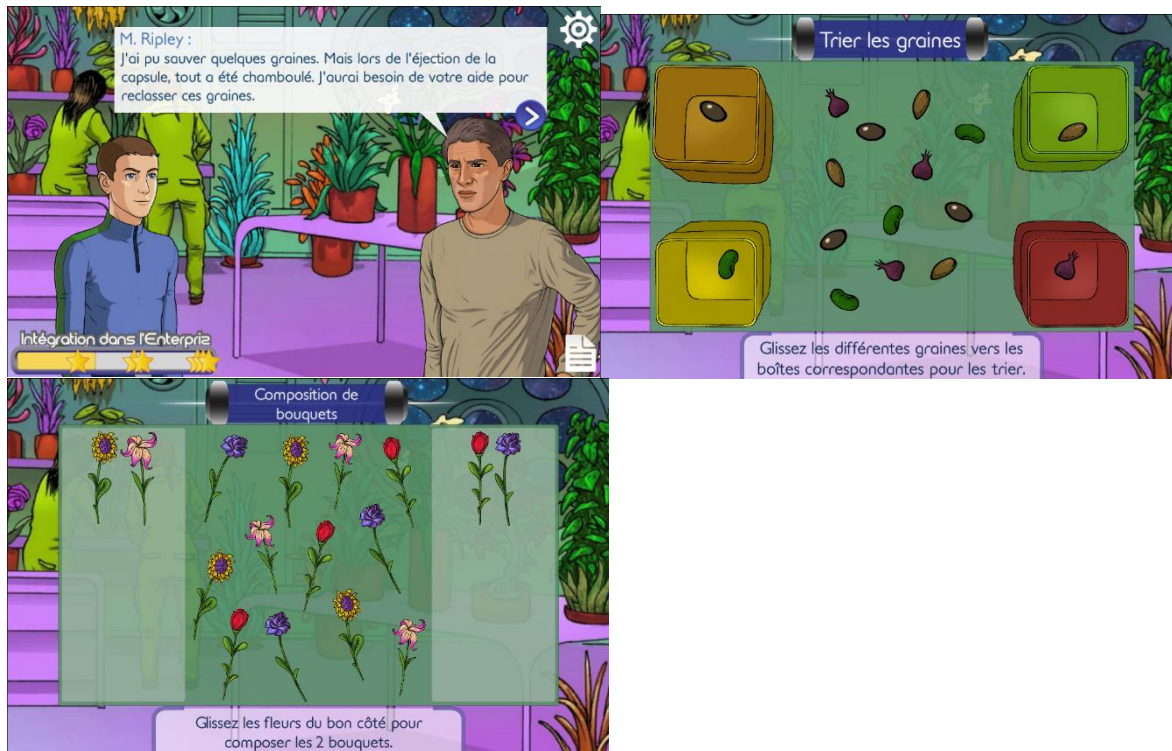 M. Ripley :
J'ai pu sauver quelques graines. Mais lors de l'éjection de la
capsule, tout a été chamboulé. J'aurai besoin de votre aide pour
reclasser ces graines.
Intégration dans l'Enterpriz
Trier les graines
Glissez les différentes graines vers les
boîtes correspondantes pour les trier.
Composition de
bouquets
Glissez les fleurs du bon côté pour
composer les 2 bouquets.